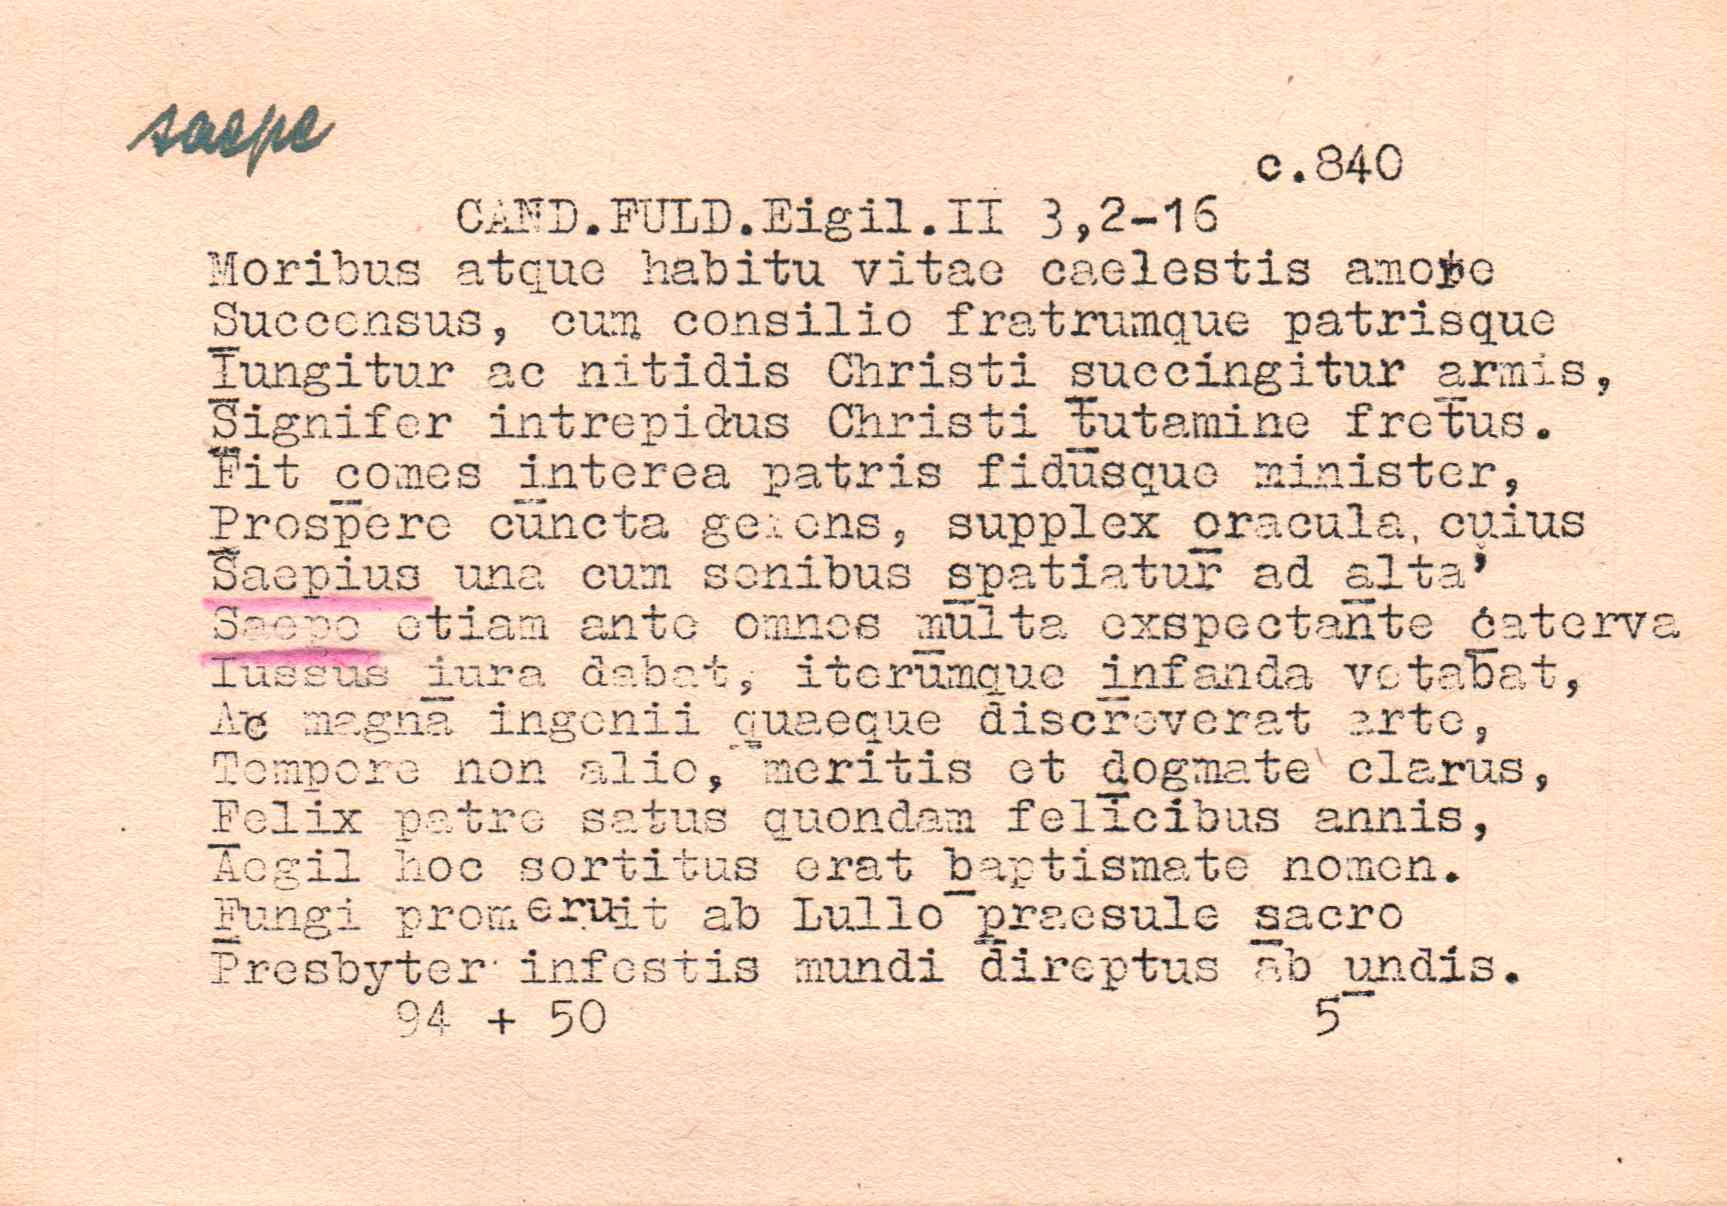 saepe
c.840
CAND.FULD.Eigil.II 3,2-16
Moribus atque habitu vitae caelestis amore
Succensus, cum consilio fratrumque patrisque
Iungitur ac nitidis Christi succingitur armis,
Signifer intrepidus Christi tutamine fretus.
Fit comes interea patris fidusque minister,
Prospere cuncta gerens, supplex oracula, cuius
Saepius una cum senibus spatiatur ad alta,
Saepe etiam ante omnes multa exspectante caterva
Iussus iura dabat, iterumque infanda vetabat,
Ac magna ingenii quaeque discreverat arte,
Tempore non alio, meritis et dogmate clarus,
Felix patre satus quondam felicibus annis,
Aegil hoc sortitus erat baptismate nomen.
Fungi promeruit ab Lullo praesule sacro
Presbyter infestis mundi direptus ab undis.
94 + 50 5